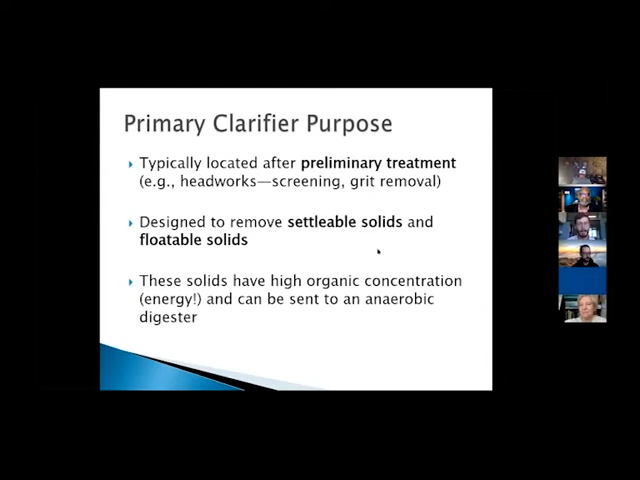 Primary Clarifier Purpose
Typically located after preliminary treatment
(e.g., headworks—screening, grit removal)
Designed to remove settleable solids and
floatable solids
These solids have high organic concentration
(energy!) and can be sent to an anaerobic
digester